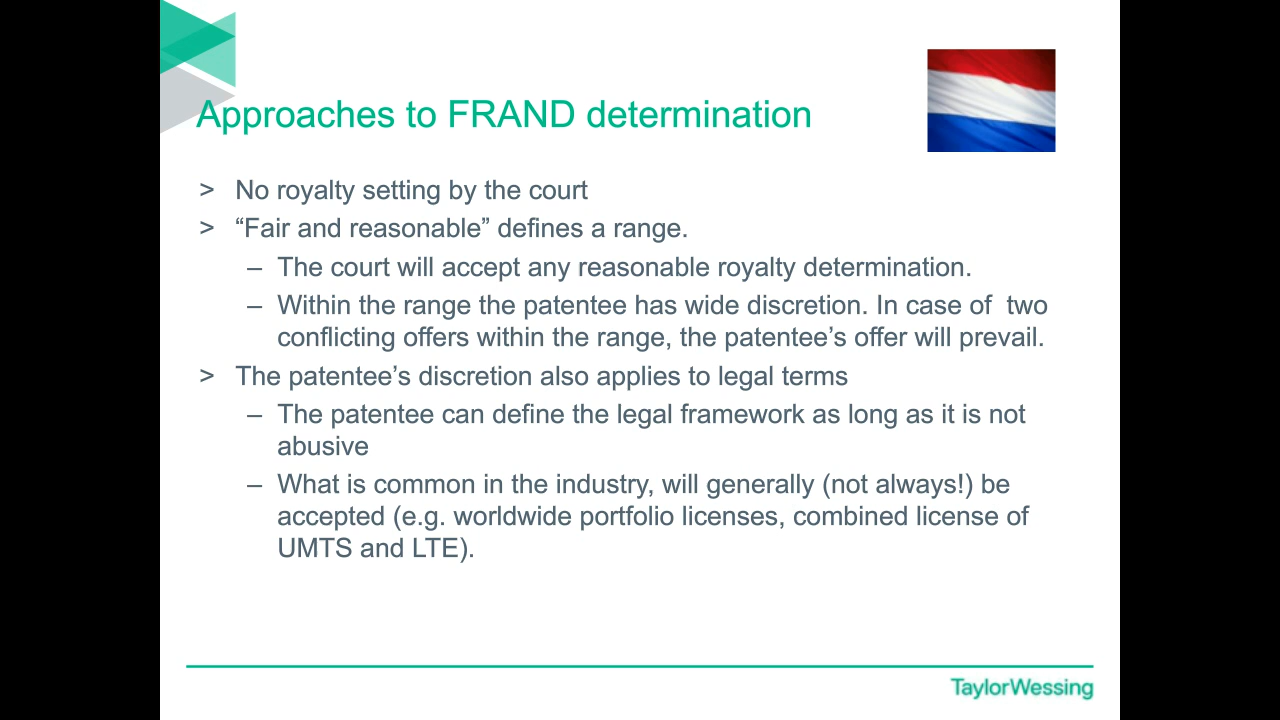 Approaches to FRAND determination
> No royalty setting by the court
> “Fair and reasonable” defines a range.
– The court will accept any reasonable royalty determination.
– Within the range the patentee has wide discretion. In case of two
conflicting offers within the range, the patentee’s offer will prevail.
> The patentee’s discretion also applies to legal terms
– The patentee can define the legal framework as long as it is not
abusive
– What is common in the industry, will generally (not always!) be
accepted (e.g. worldwide portfolio licenses, combined license of
UMTS and LTE).
TaylorWessing